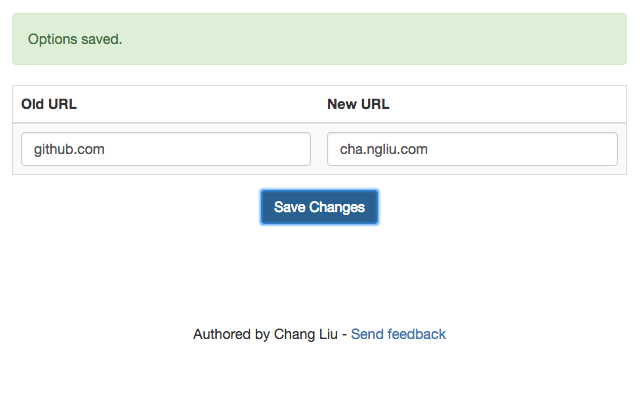 Options saved.
Old URL New URL
github.com cha.ngliu.com
Save Changes
Authored by Chang Liu - Send feedback